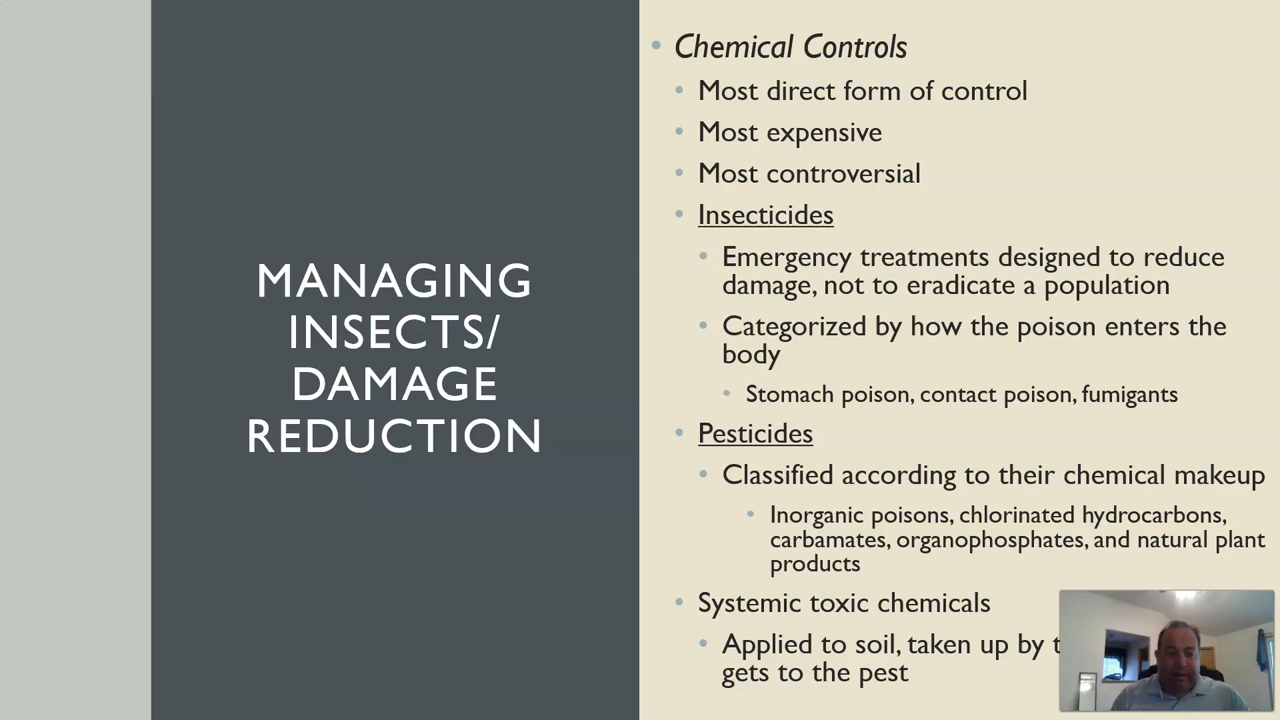 MANAGING
INSECTS/
DAMAGE
REDUCTION
• Chemical Controls
• Most direct form of control
• Most expensive
• Most controversial
• Insecticides
• Emergency treatments designed to reduce
damage, not to eradicate a population
• Categorized by how the poison enters the
body
• Stomach poison, contact poison, fumigants
• Pesticides
• Classified according to their chemical makeup
• Inorganic poisons, chlorinated hydrocarbons,
carbamates, organophosphates, and natural plant
products
• Systemic toxic chemicals
• Applied to soil, taken up by
gets to the pest